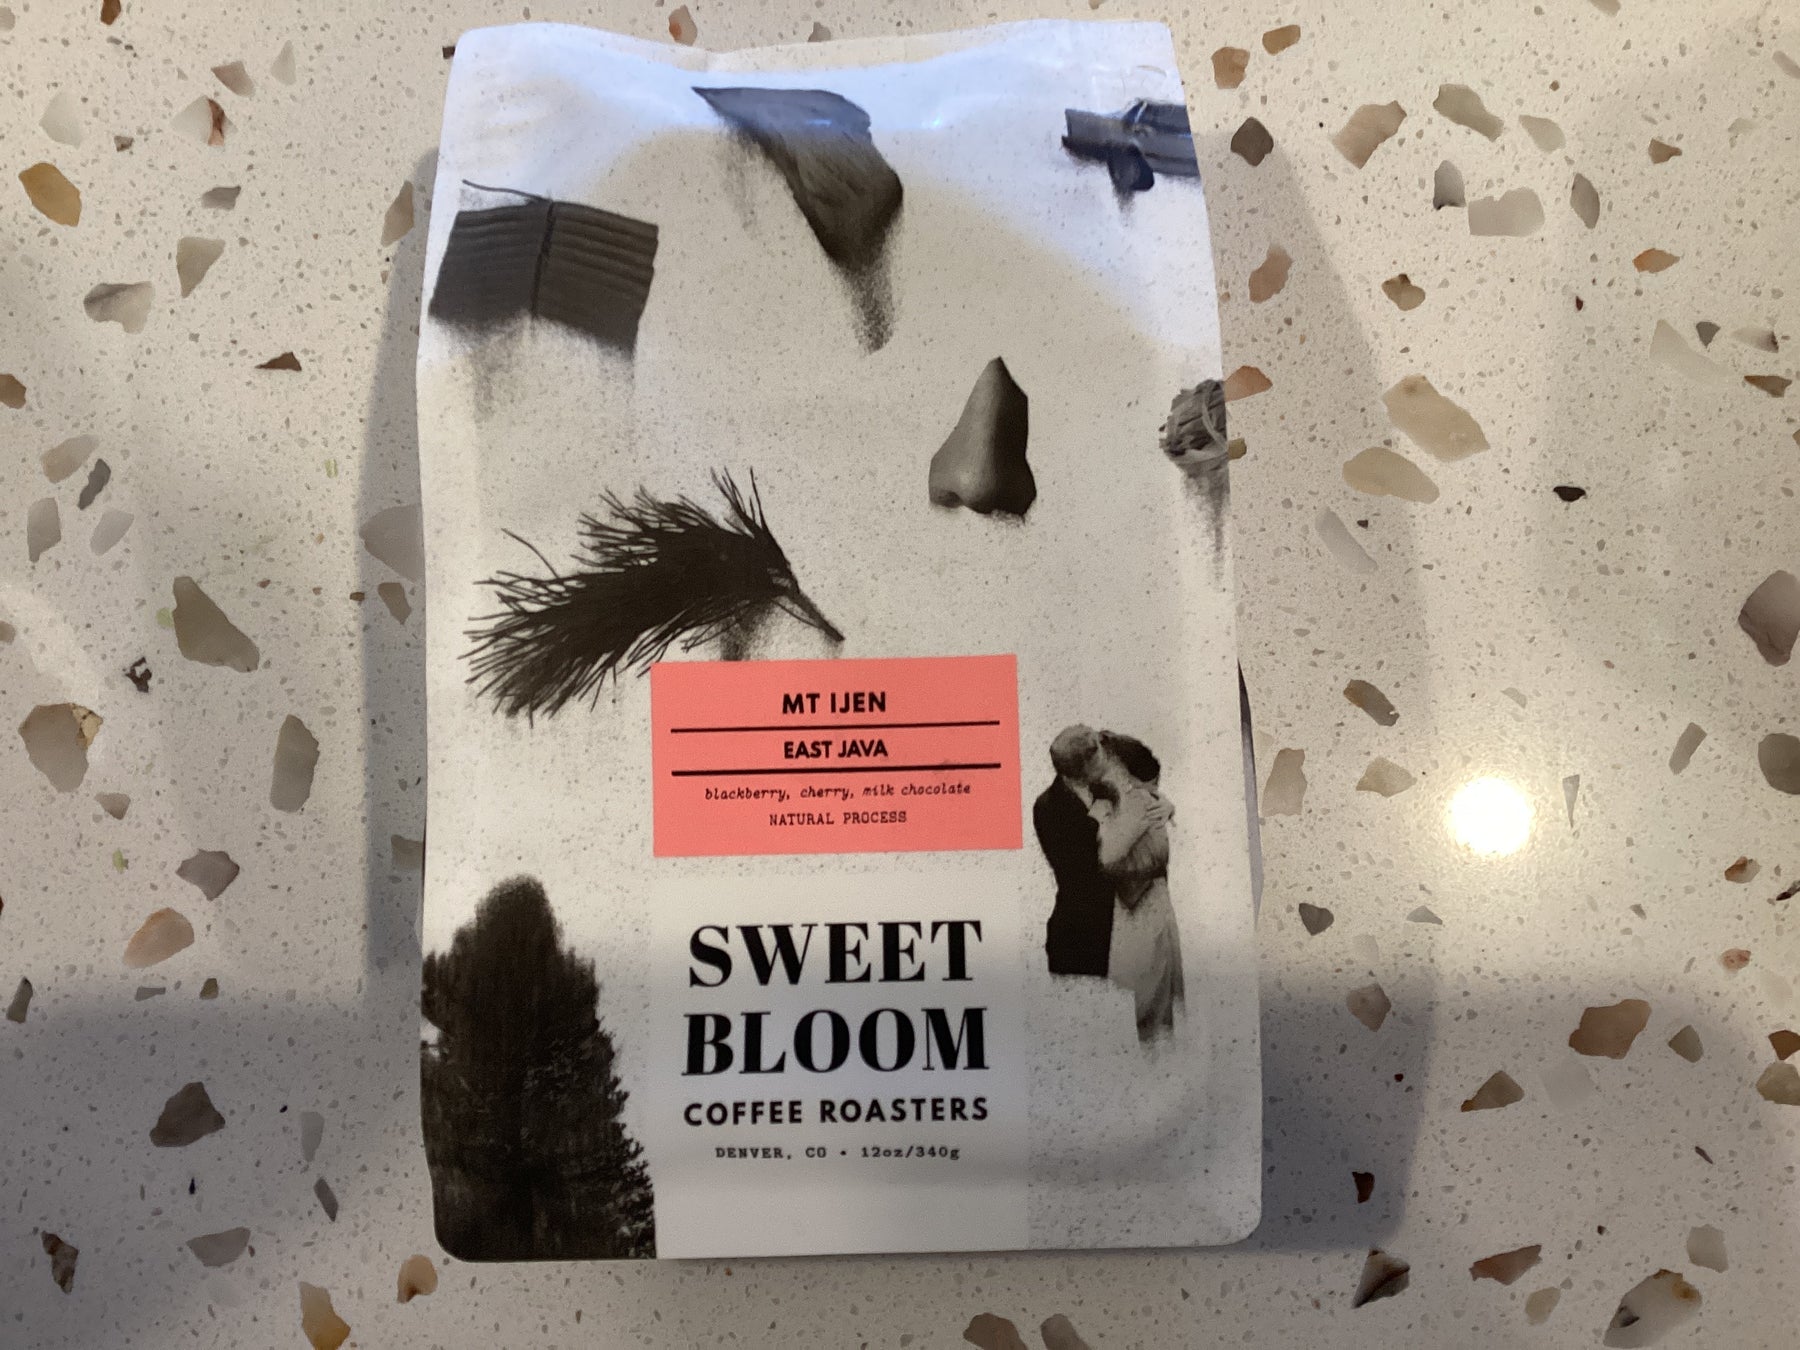 MT IJEN
EAST JAVA
blackberry, cherry, milk chocolate
NATURAL PROCESS
SWEET
BLOOM
COFFEE ROASTERS
DENVER, CO • 12oz/340g